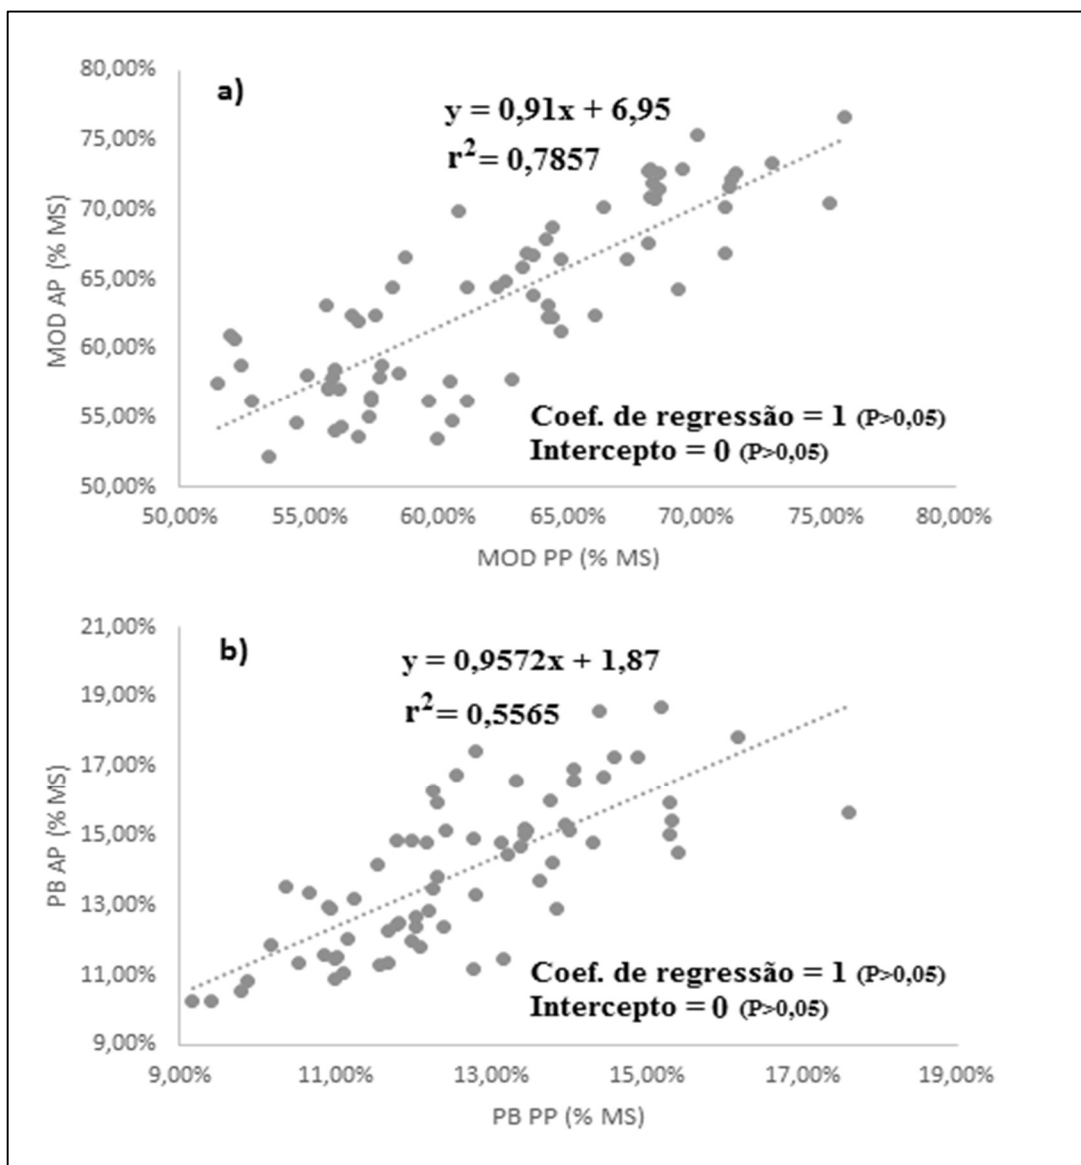 a)
y = 0,91x + 6,95
r² = 0,7857
80,00%
75,00%
70,00%
65,00%
60,00%
55,00%
50,00%
MOD AP (% MS)
Coef. de regressão = 1 (P>0,05)
Intercepto = 0 (P>0,05)
50,00% 55,00% 60,00% 65,00% 70,00% 75,00% 80,00%
MOD PP (% MS)
b)
y = 0,9572x + 1,87
r² = 0,5565
21,00%
19,00%
17,00%
15,00%
13,00%
11,00%
9,00%
PB AP (% MS)
Coef. de regressão = 1 (P>0,05)
Intercepto = 0 (P>0,05)
9,00% 11,00% 13,00% 15,00% 17,00% 19,00%
PB PP (% MS)